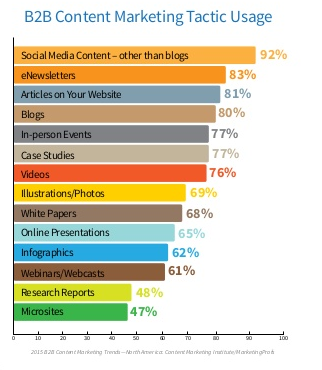 B2B Content Marketing Tactic Usage
Social Media Content – other than blogs 92%
eNewsletters 83%
Articles on Your Website 81%
Blogs 80%
In-person Events 77%
Case Studies 77%
Videos 76%
Illustrations/Photos 69%
White Papers 68%
Online Presentations 65%
Infographics 62%
Webinars/Webcasts 61%
Research Reports 48%
Microsites 47%
0 10 20 30 40 50 60 70 80 90 100
2015 B2B Content Marketing Trends—North America: Content Marketing Institute/MarketingProfs